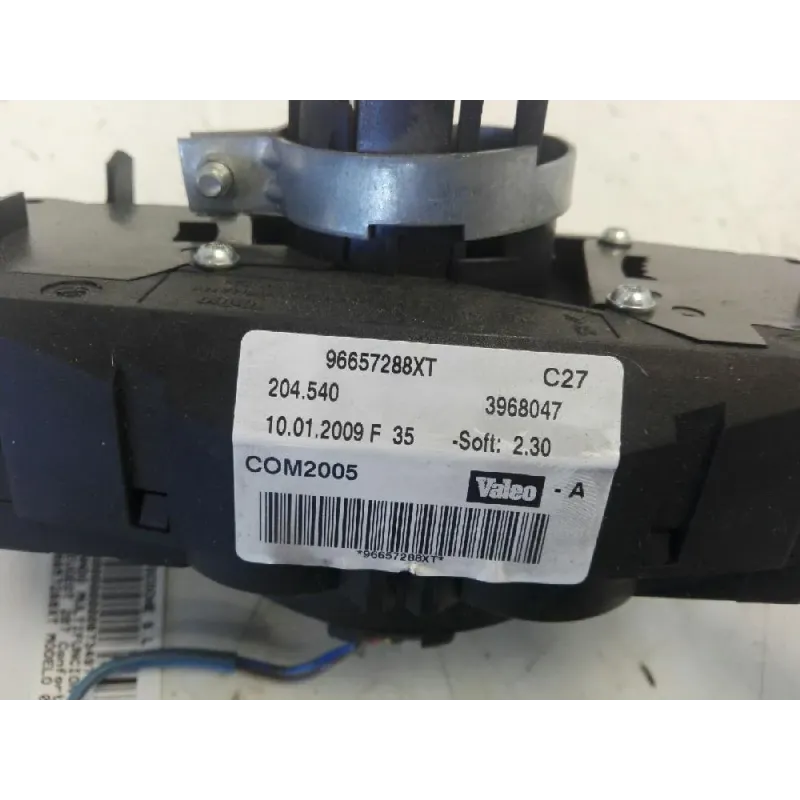 96657288XT C27
204.540 3968047
10.01.2009 F 35 -Soft: 2.30
COM2005 Valeo - A
*96657288XT*